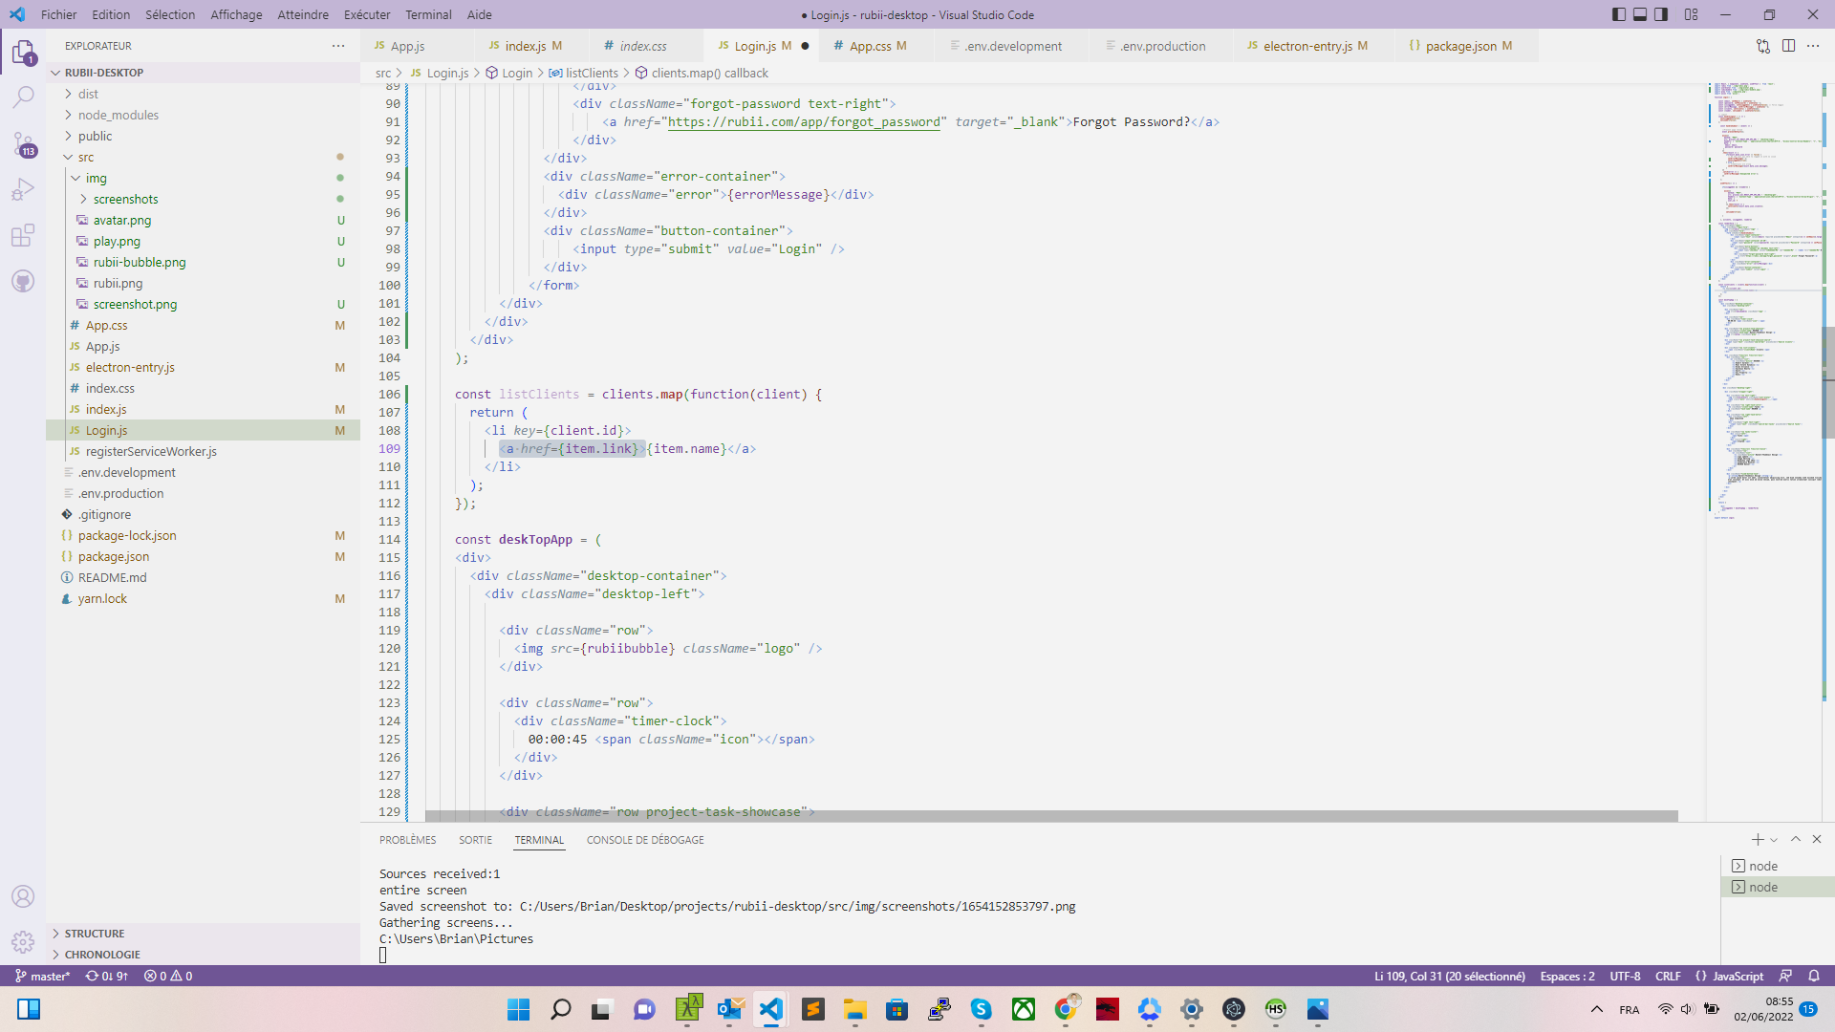 Fichier Edition Sélection Affichage Atteindre Exécuter Terminal Aide
● Login.js - rubii-desktop - Visual Studio Code
EXPLORATEUR ···
JS App.js JS index.js M # index.css JS Login.js M ● # App.css M .env.development .env.production JS electron-entry.js M {} package.json M
src > JS Login.js > Login > listClients > clients.map() callback
RUBII-DESKTOP
dist
node_modules
public
src
img
screenshots
avatar.png U
play.png U
rubii-bubble.png U
rubii.png
screenshot.png U
# App.css M
JS App.js
JS electron-entry.js M
# index.css
JS index.js M
JS Login.js M
JS registerServiceWorker.js
.env.development
.env.production
.gitignore
{} package-lock.json M
{} package.json M
README.md
yarn.lock M
STRUCTURE
CHRONOLOGIE
1
113
89 </div>
90 <div className="forgot-password text-right">
91 <a href="https://rubii.com/app/forgot_password" target="_blank">Forgot Password?</a>
92 </div>
93 </div>
94 <div className="error-container">
95 <div className="error">{errorMessage}</div>
96 </div>
97 <div className="button-container">
98 <input type="submit" value="Login" />
99 </div>
100 </form>
101 </div>
102 </div>
103 </div>
104 );
105
106 const listClients = clients.map(function(client) {
107 return (
108 <li key={client.id}>
109 <a·href={item.link}>{item.name}</a>
110 </li>
111 );
112 });
113
114 const deskTopApp = (
115 <div>
116 <div className="desktop-container">
117 <div className="desktop-left">
118
119 <div className="row">
120 <img src={rubiibubble} className="logo" />
121 </div>
122
123 <div className="row">
124 <div className="timer-clock">
125 00:00:45 <span className="icon"></span>
126 </div>
127 </div>
128
129 <div className="row project-task-showcase">
PROBLÈMES SORTIE TERMINAL CONSOLE DE DÉBOGAGE
Sources received:1
entire screen
Saved screenshot to: C:/Users/Brian/Desktop/projects/rubii-desktop/src/img/screenshots/1654152853797.png
Gathering screens...
C:\Users\Brian\Pictures
node
node
master* 0↓ 9↑ 0 0
Li 109, Col 31 (20 sélectionné) Espaces : 2 UTF-8 CRLF {} JavaScript
FRA 08:55
02/06/2022 15